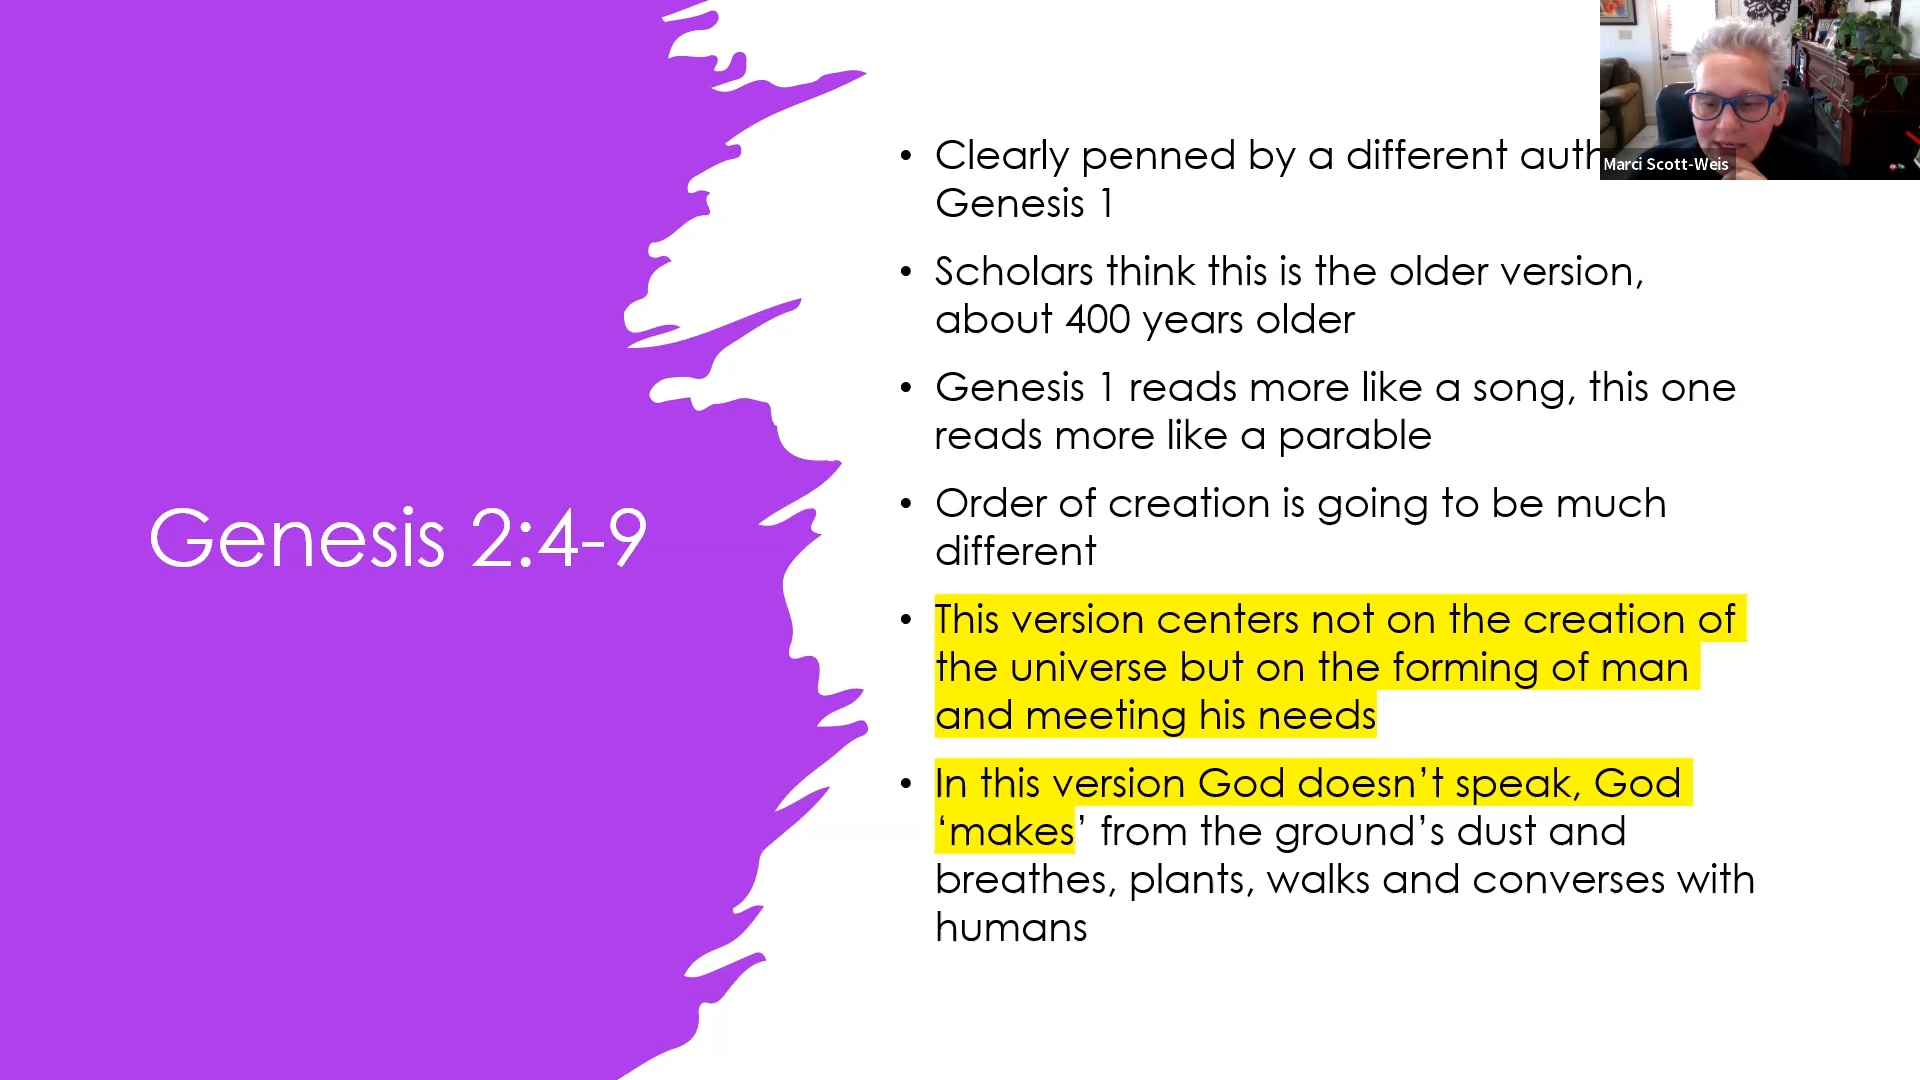 Genesis 2:4-9
• Clearly penned by a different
Genesis 1
• Scholars think this is the older version,
about 400 years older
• Genesis 1 reads more like a song, this one
reads more like a parable
• Order of creation is going to be much
different
• This version centers not on the creation of
the universe but on the forming of man
and meeting his needs
• In this version God doesn’t speak, God
‘makes’ from the ground’s dust and
breathes, plants, walks and converses with
humans
Marci Scott-Weis